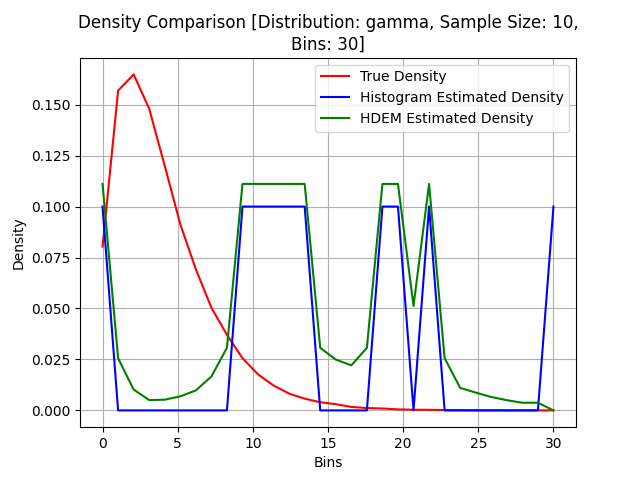 Density Comparison [Distribution: gamma, Sample Size: 10,
Bins: 30]
True Density
Histogram Estimated Density
HDEM Estimated Density
Density
0.150
0.125
0.100
0.075
0.050
0.025
0.000
0 5 10 15 20 25 30
Bins